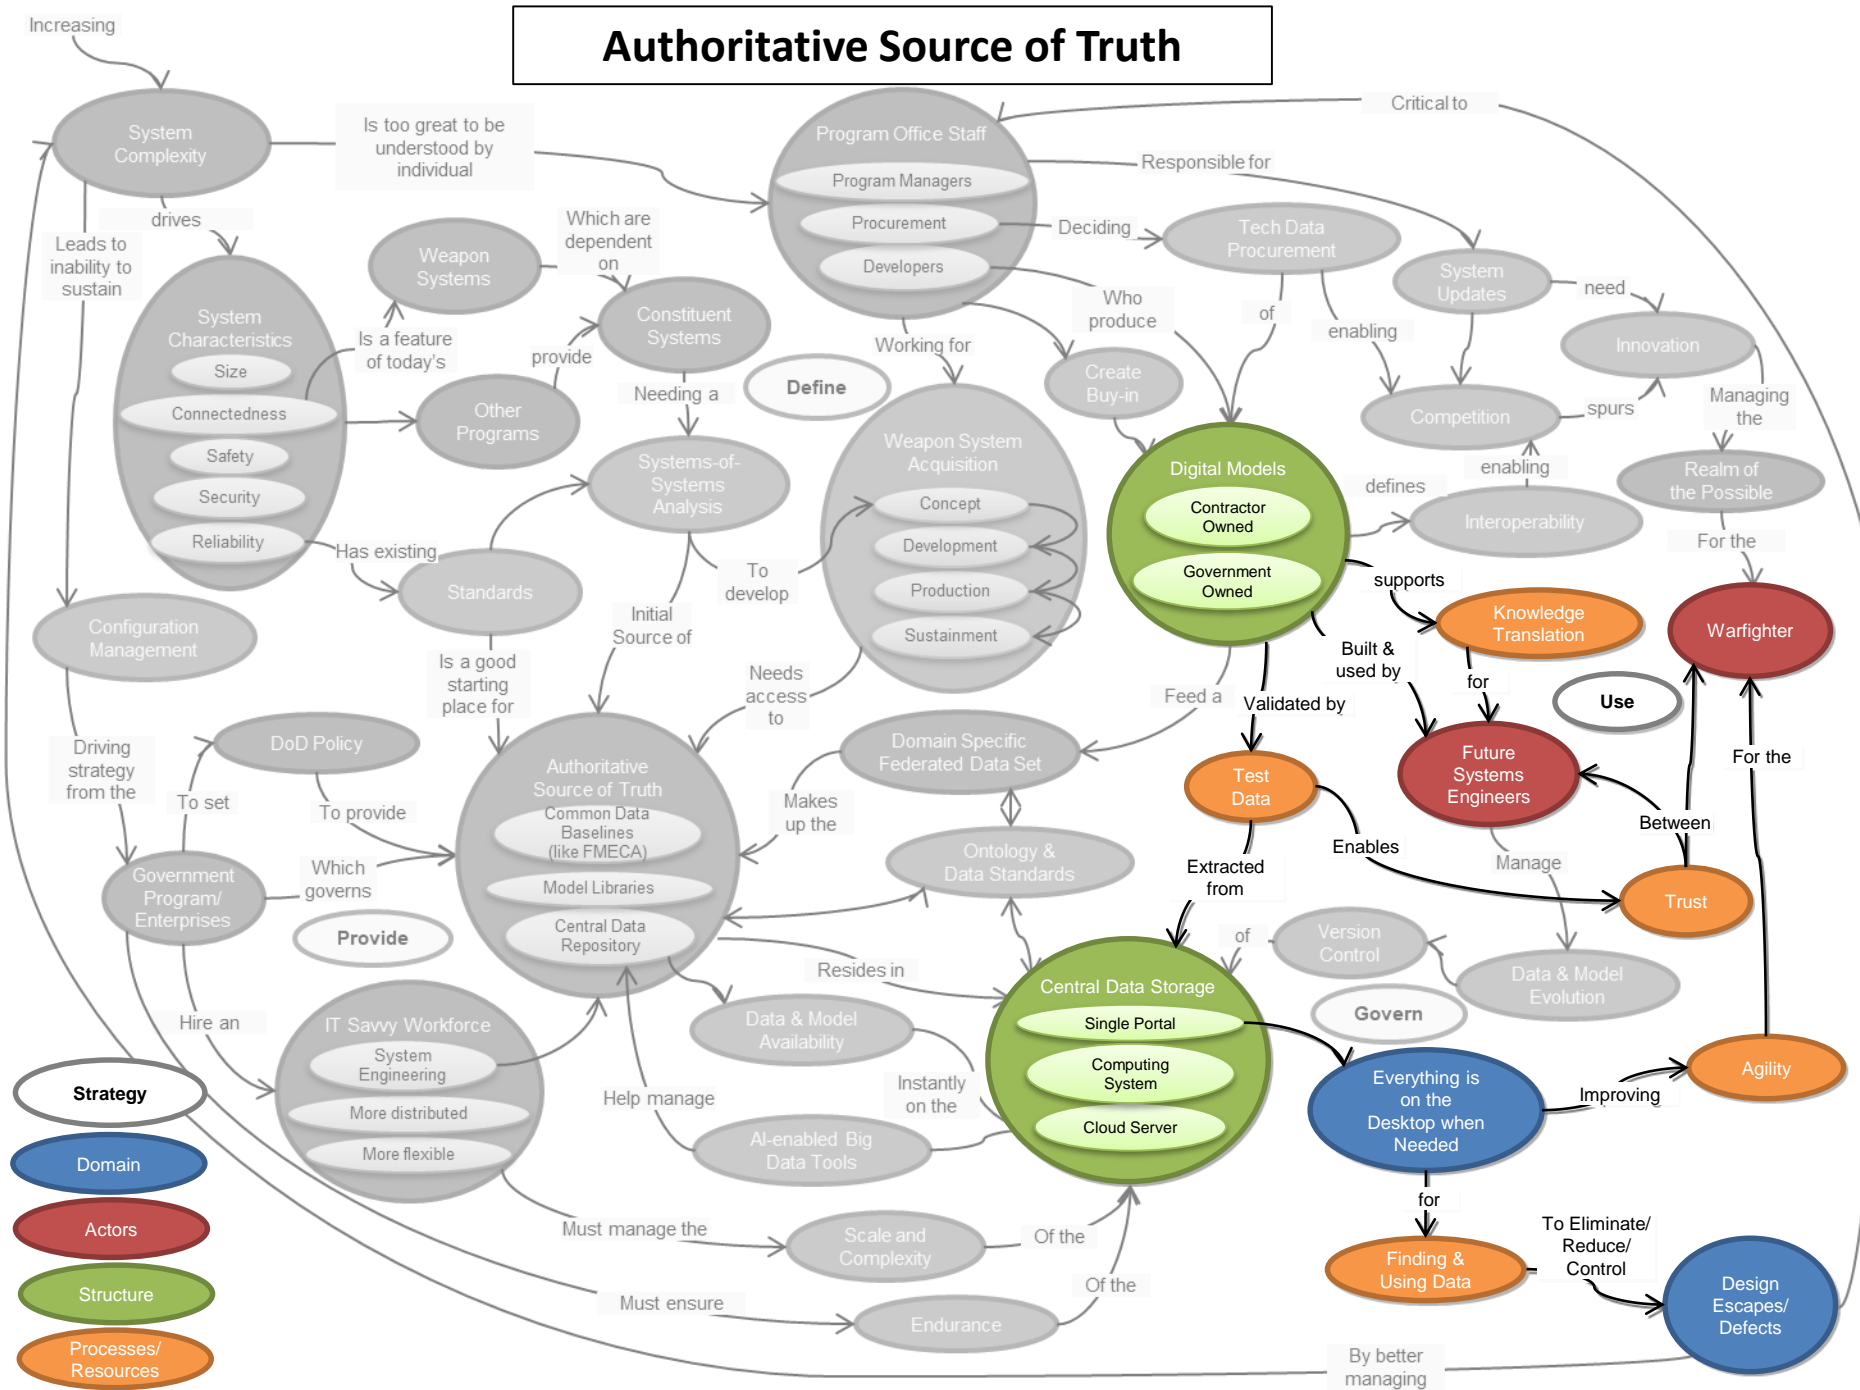 Authoritative Source of Truth
Increasing
System
Complexity
Is too great to be
understood by
individual
Program Office Staff
Program Managers
Procurement
Developers
Critical to
Responsible for
Deciding
Tech Data
Procurement
System
Updates
need
Innovation
drives
Leads to
inability to
sustain
Weapon
Systems
Which are
dependent
on
Constituent
Systems
Who
produce
of
enabling
System
Characteristics
Size
Connectedness
Safety
Security
Reliability
Is a feature
of today's
provide
Other
Programs
Needing a
Define
Working for
Create
Buy-in
Competition
spurs
Managing
the
Realm of
the Possible
enabling
Interoperability
defines
For the
Systems-of-
Systems
Analysis
Weapon System
Acquisition
Concept
Development
Production
Sustainment
Digital Models
Contractor
Owned
Government
Owned
supports
Knowledge
Translation
Warfighter
Has existing
Standards
To
develop
Initial
Source of
Configuration
Management
Is a good
starting
place for
Needs
access
to
Feed a
Validated by
Built &
used by
for
Use
Driving
strategy
from the
DoD Policy
To set
To provide
Authoritative
Source of Truth
Common Data
Baselines
(like FMECA)
Model Libraries
Central Data
Repository
Domain Specific
Federated Data Set
Makes
up the
Ontology &
Data Standards
Test
Data
Future
Systems
Engineers
For the
Between
Enables
Extracted
from
Manage
Trust
Which
governs
Government
Program/
Enterprises
Provide
Resides in
of
Version
Control
Data & Model
Evolution
Govern
Central Data Storage
Single Portal
Computing
System
Cloud Server
Hire an
IT Savvy Workforce
System
Engineering
More distributed
More flexible
Data & Model
Availability
Instantly
on the
Help manage
AI-enabled Big
Data Tools
Everything is
on the
Desktop when
Needed
Improving
Agility
for
Must manage the
Scale and
Complexity
Of the
Finding &
Using Data
To Eliminate/
Reduce/
Control
Design
Escapes/
Defects
Must ensure
Endurance
Of the
By better
managing
Strategy
Domain
Actors
Structure
Processes/
Resources